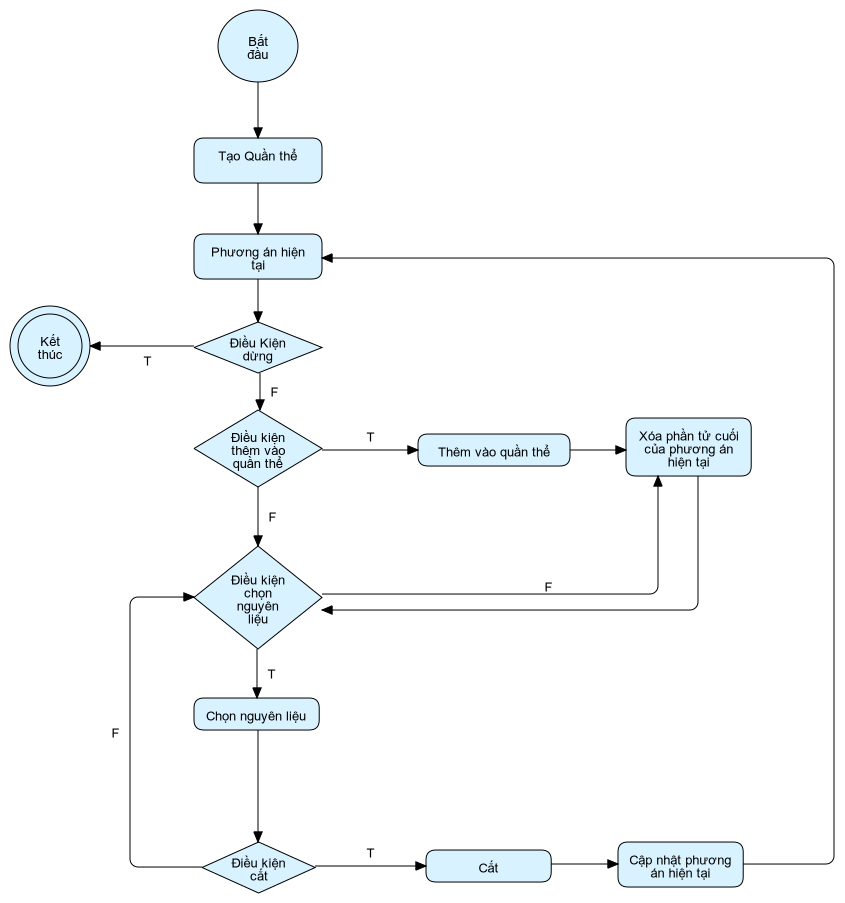 Bắt
đầu
Tạo Quần thể
Phương án hiện
tại
Kết
thúc
T
Điều Kiện
dừng
F
Điều kiện
thêm vào
quần thể
T
Thêm vào quần thể
Xóa phần tử cuối
của phương án
hiện tại
F
Điều kiện
chọn
nguyên
liệu
F
T
Chọn nguyên liệu
F
Điều kiện
cất
T
Cất
Cập nhật phương
án hiện tại